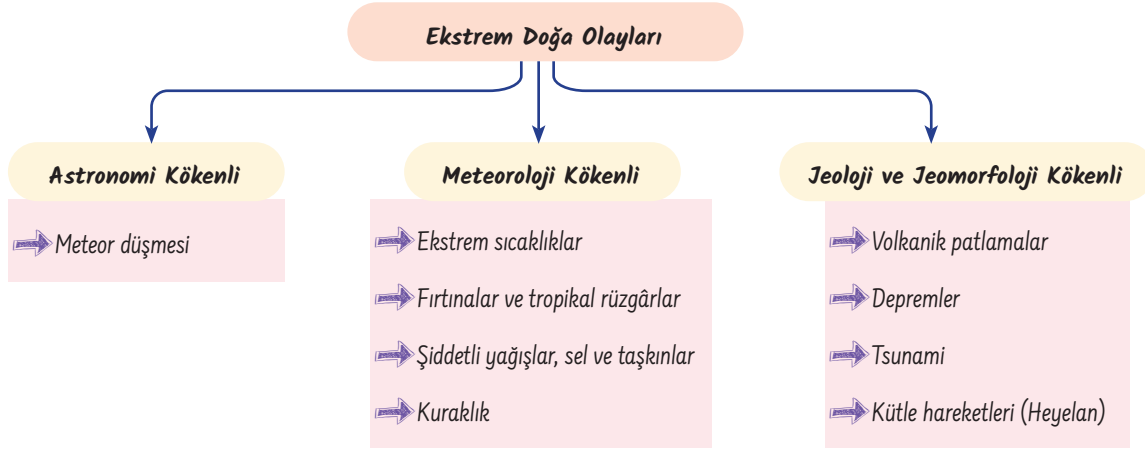 Ekstrem Doğa Olayları
Astronomi Kökenli
Meteor düşmesi
Meteoroloji Kökenli
Ekstrem sıcaklıklar
Fırtınalar ve tropikal rüzgârlar
Şiddetli yağışlar, sel ve taşkınlar
Kuraklık
Jeoloji ve Jeomorfoloji Kökenli
Volkanik patlamalar
Depremler
Tsunami
Kütle hareketleri (Heyelan)